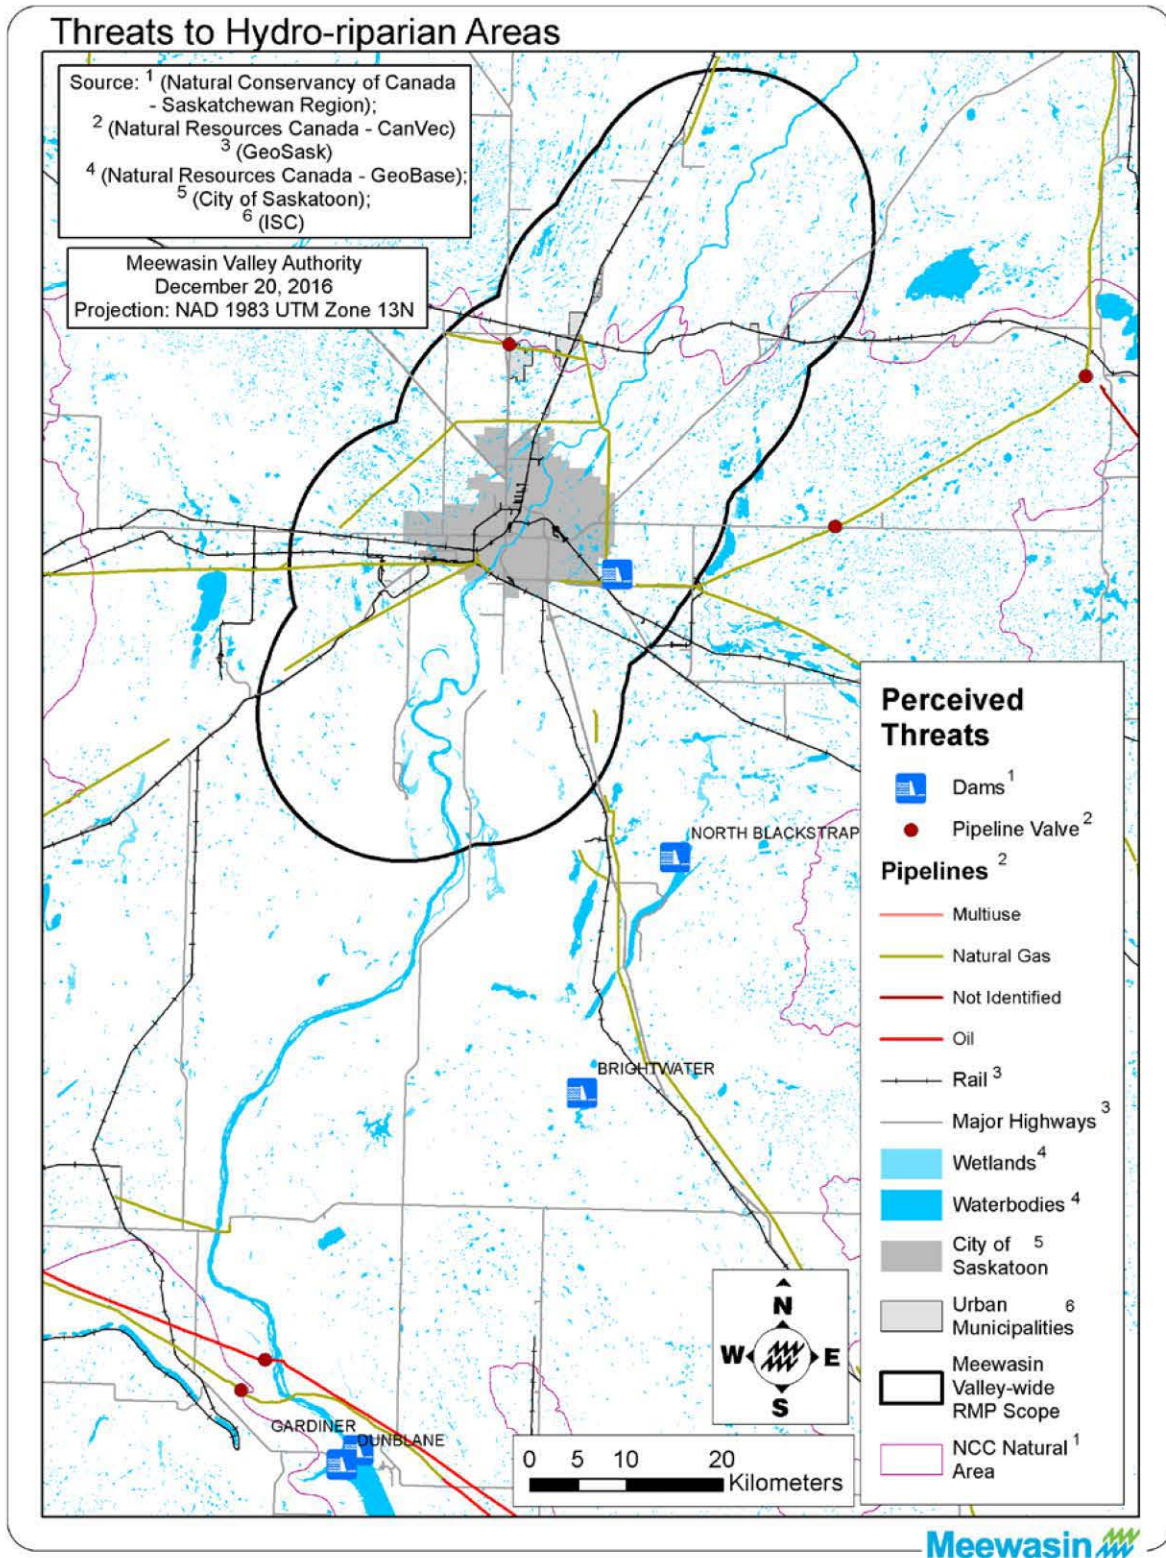 Threats to Hydro-riparian Areas
Source: 1 (Natural Conservancy of Canada
- Saskatchewan Region);
2 (Natural Resources Canada - CanVec)
3 (GeoSask)
4 (Natural Resources Canada - GeoBase);
5 (City of Saskatoon);
6 (ISC)
Meewasin Valley Authority
December 20, 2016
Projection: NAD 1983 UTM Zone 13N
NORTH BLACKSTRAP
BRIGHTWATER
GARDINER
DUNBLANE
Perceived
Threats
Dams 1
Pipeline Valve 2
Pipelines 2
Multiuse
Natural Gas
Not Identified
Oil
Rail 3
Major Highways 3
Wetlands 4
Waterbodies 4
City of 5
Saskatoon
Urban 6
Municipalities
Meewasin
Valley-wide
RMP Scope
NCC Natural 1
Area
N
W E
S
0 5 10 20
Kilometers
Meewasin